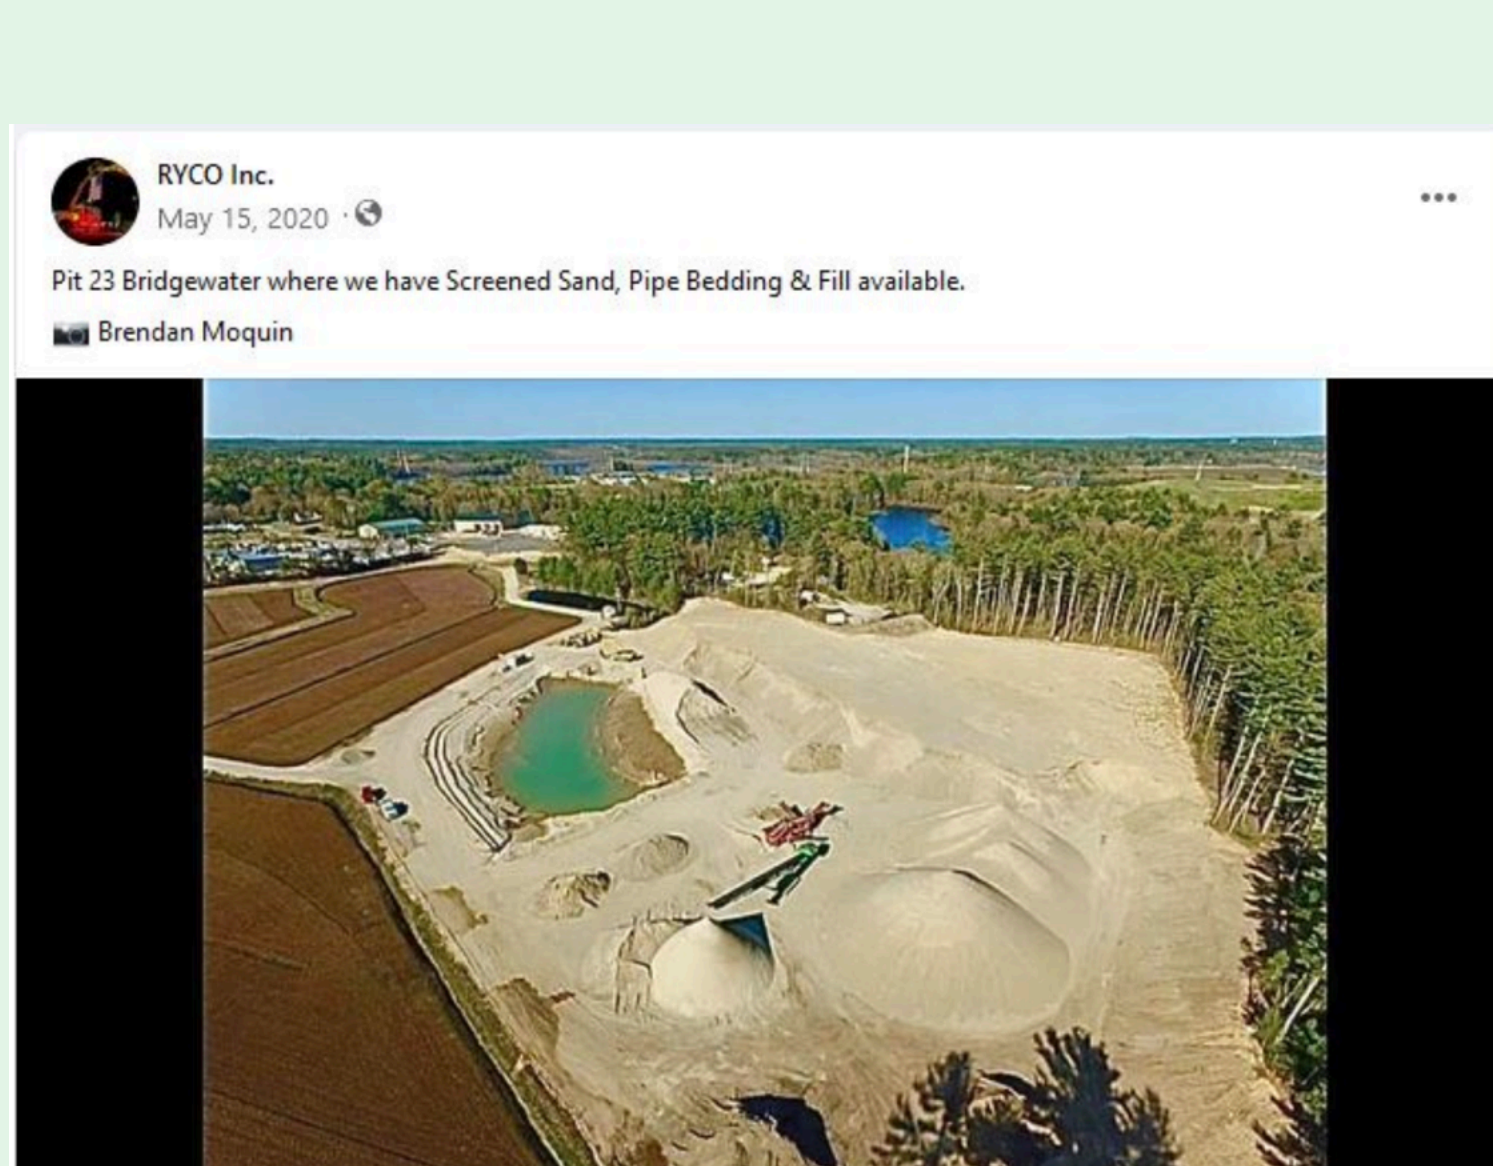 RYCO Inc.
May 15, 2020 ·
Pit 23 Bridgewater where we have Screened Sand, Pipe Bedding & Fill available.
Brendan Moquin